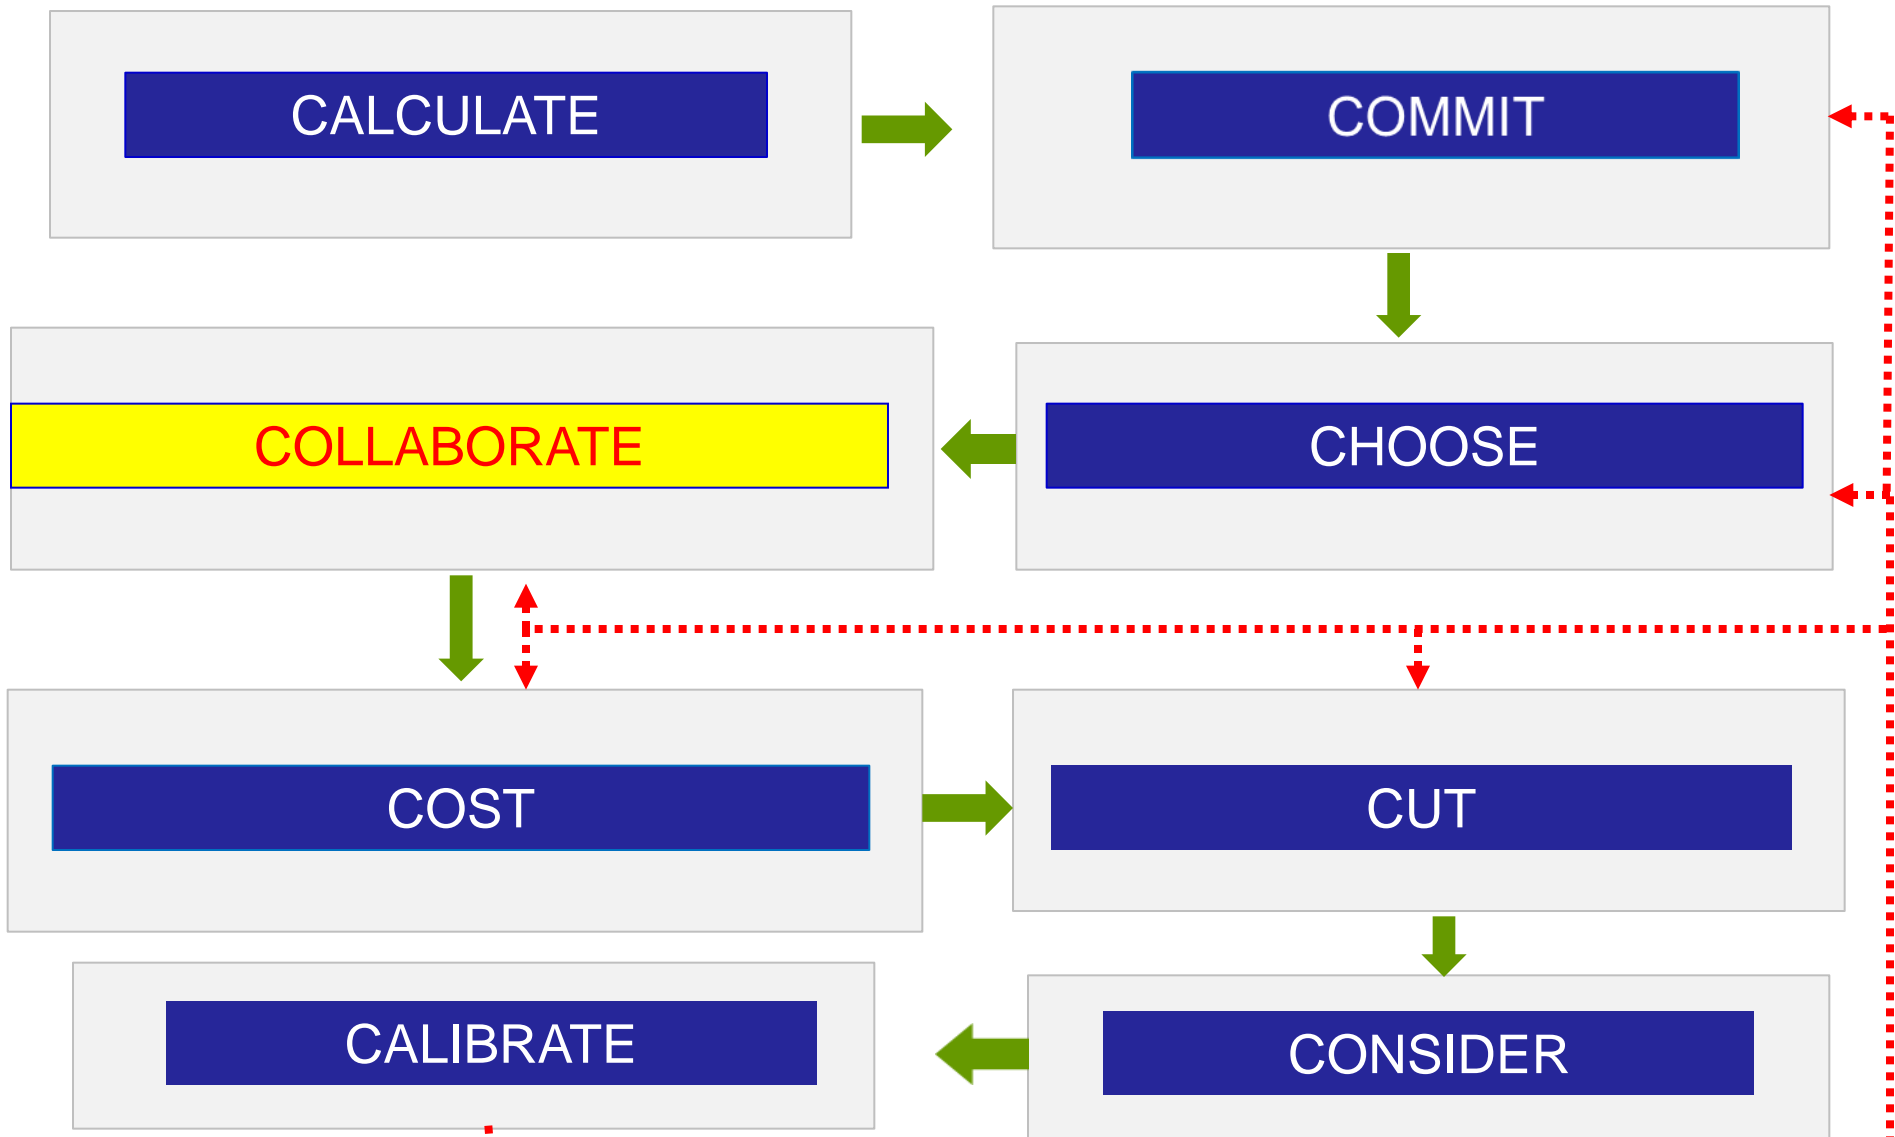 CALCULATE
COMMIT
COLLABORATE
CHOOSE
COST
CUT
CALIBRATE
CONSIDER